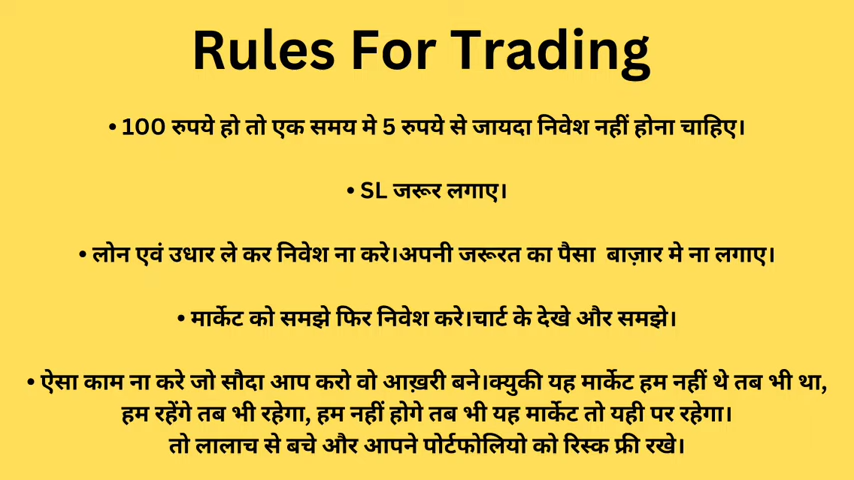 Rules For Trading
• 100 रुपये हो तो एक समय मे 5 रुपये से जायदा निवेश नहीं होना चाहिए।
• SL जरूर लगाए।
• लोन एवं उधार ले कर निवेश ना करे।अपनी जरूरत का पैसा बाज़ार मे ना लगाए।
• मार्केट को समझे फिर निवेश करे।चार्ट के देखे और समझे।
• ऐसा काम ना करे जो सौदा आप करो वो आख़री बने।क्युकी यह मार्केट हम नहीं थे तब भी था,
हम रहेंगे तब भी रहेगा, हम नहीं होगे तब भी यह मार्केट तो यही पर रहेगा।
तो लालाच से बचे और आपने पोर्टफोलियो को रिस्क फ्री रखे।